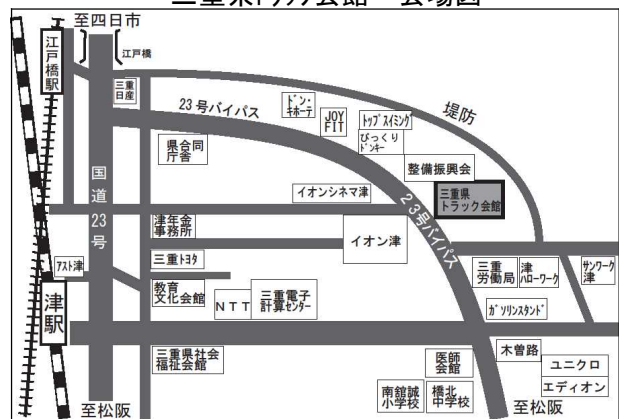 三重県トラック会館 会場図
至四日市
江戸橋
江戸橋駅
三重
日産
23号バイパス
ドン・
キホーテ
JOY
FIT
トップスイミング
びっくり
ドンキー
堤防
県合同
庁舎
整備振興会
国道23号
イオンシネマ津
23号バイパス
三重県
トラック会館
津年金
事務所
イオン津
アスト津
三重トヨタ
三重
労働局
津
ハローワーク
サンワーク
津
津駅
教育
文化会館
NTT
三重電子
計算センター
ガソリンスタンド
三重県社会
福祉会館
医師
会館
木曽路
ユニクロ
エディオン
南舘誠
小学校
橋北
中学校
至松阪
至松阪